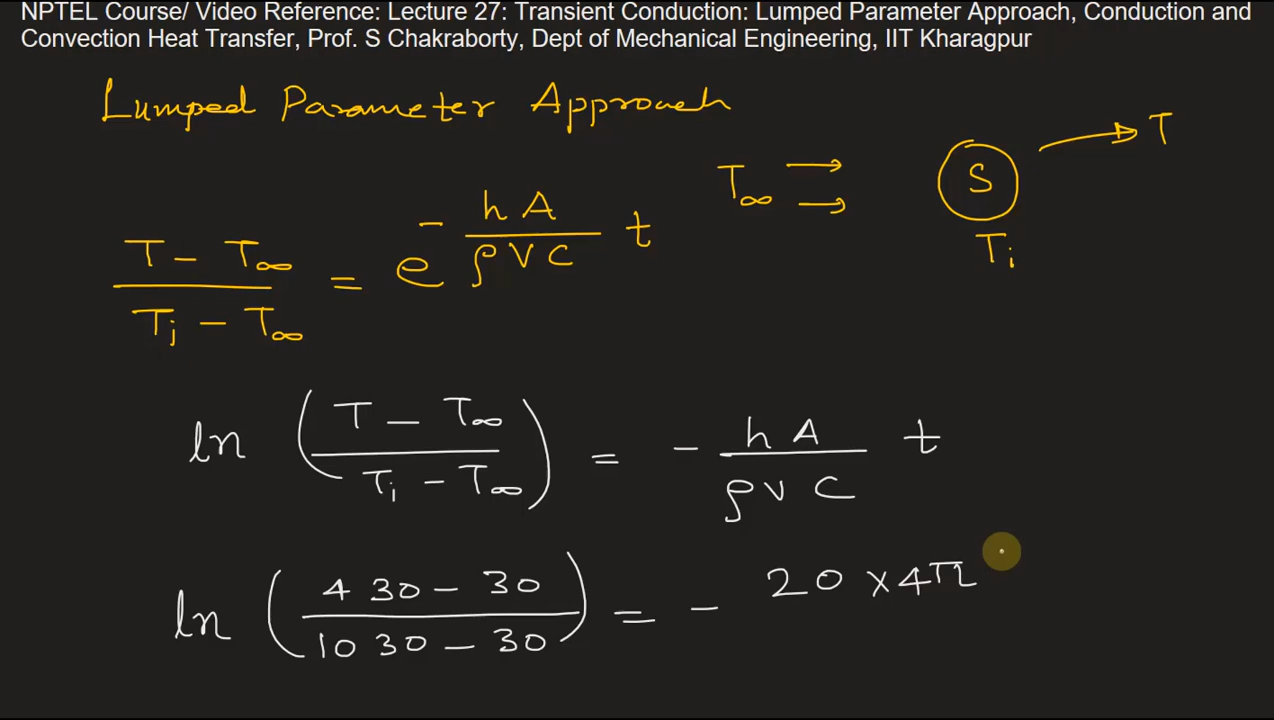 NPTEL Course/ Video Reference: Lecture 27: Transient Conduction: Lumped Parameter Approach, Conduction and
Convection Heat Transfer, Prof. S Chakraborty, Dept of Mechanical Engineering, IIT Kharagpur
Lumped Parameter Approach
T∞ → → S → T
Ti
(T - T∞)/(Ti - T∞) = e^(-(hA/ρVC) t)
ln ((T - T∞)/(Ti - T∞)) = - (hA/ρVC) t
ln ((430 - 30)/(1030 - 30)) = - 20 × 4π